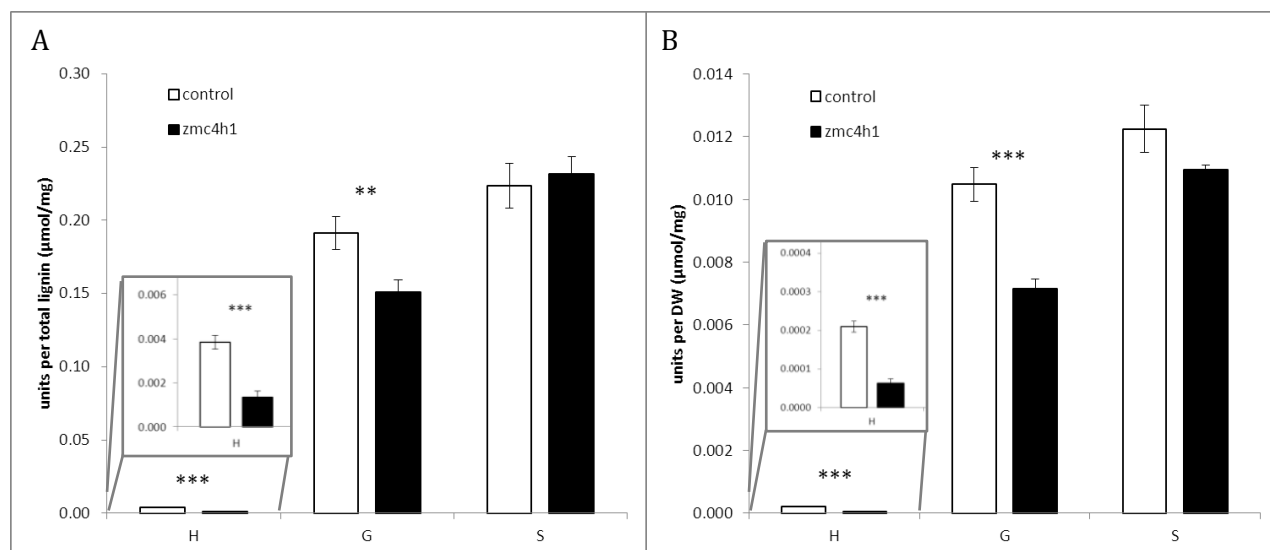 A
units per total lignin (µmol/mg)
0.30
0.25
0.20
0.15
0.10
0.05
0.00
control
zmc4h1
**
***
H
G
S
0.006
0.004
0.002
0.000
***
H
B
units per DW (µmol/mg)
0.014
0.012
0.010
0.008
0.006
0.004
0.002
0.000
control
zmc4h1
***
***
H
G
S
0.0004
0.0003
0.0002
0.0001
0.0000
***
H